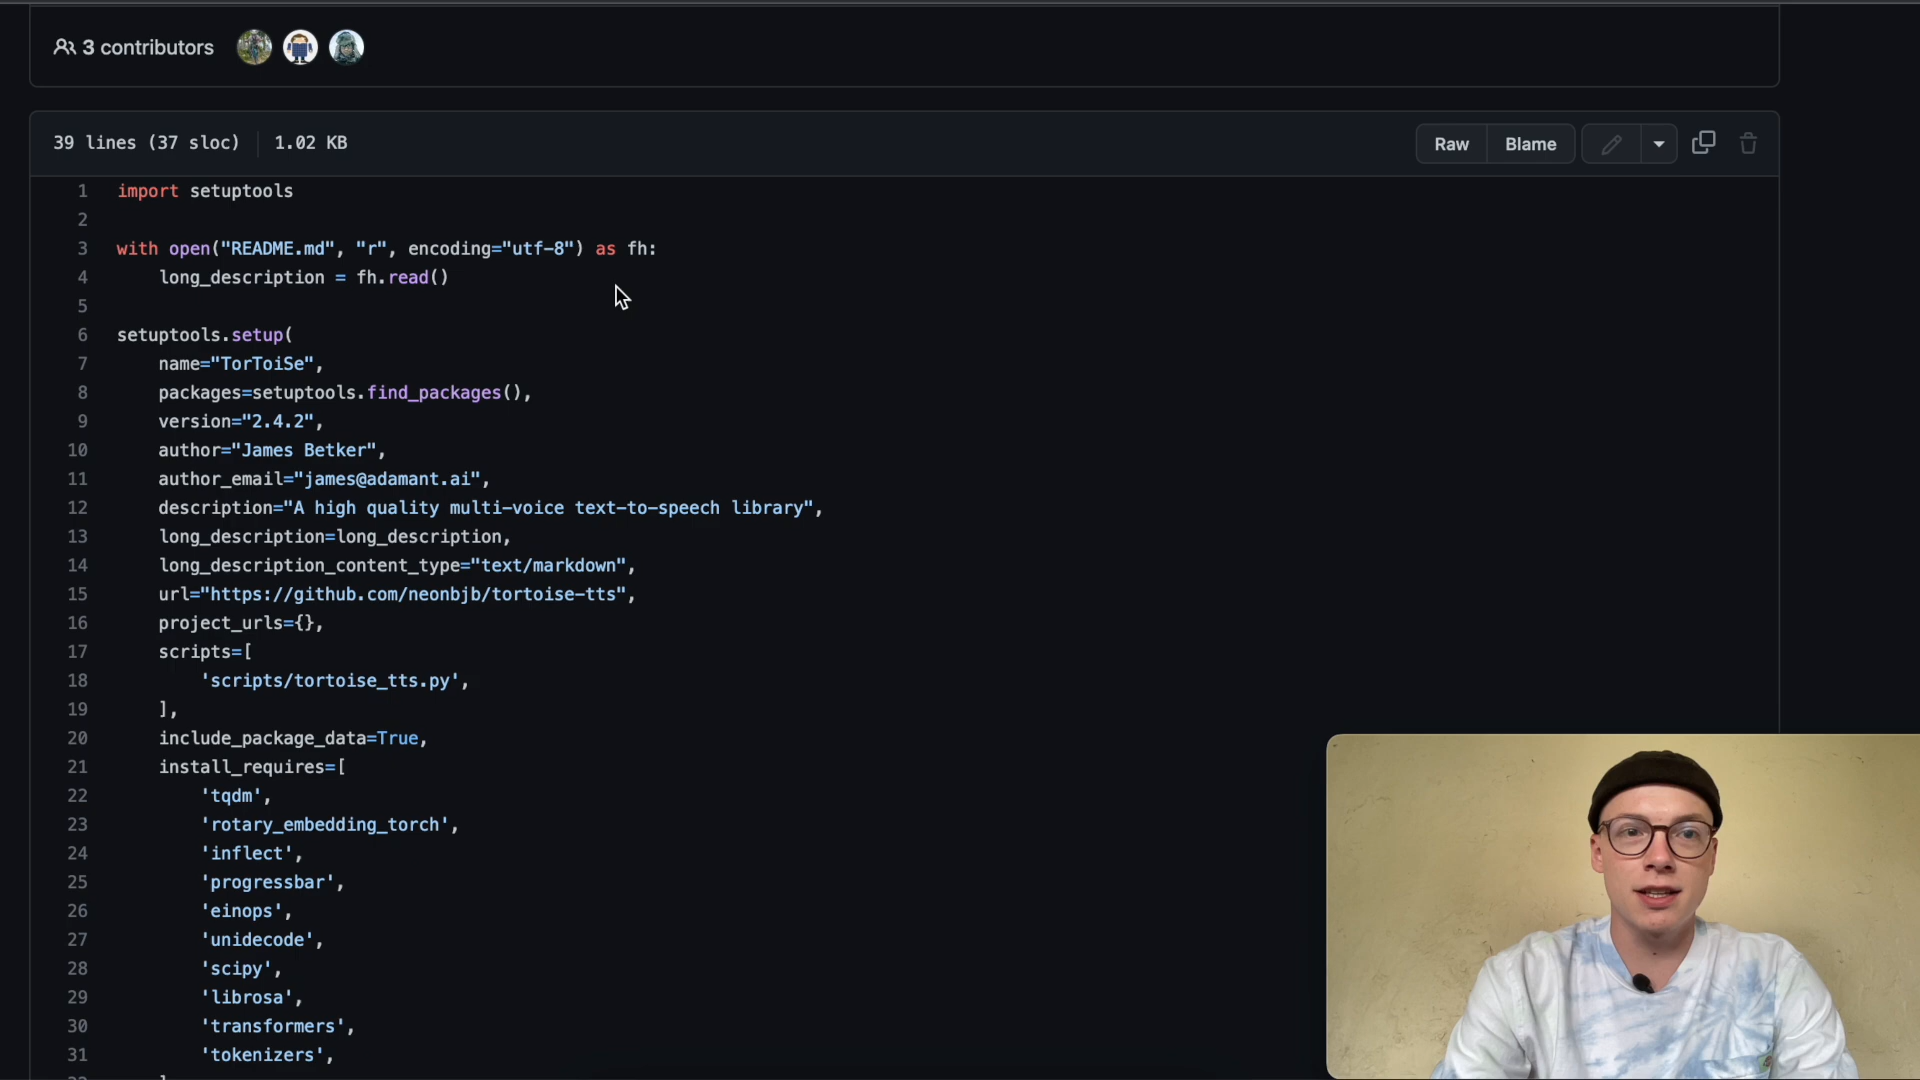 3 contributors
39 lines (37 sloc) 1.02 KB
Raw Blame
1 import setuptools
2
3 with open("README.md", "r", encoding="utf-8") as fh:
4 long_description = fh.read()
5
6 setuptools.setup(
7 name="TorToiSe",
8 packages=setuptools.find_packages(),
9 version="2.4.2",
10 author="James Betker",
11 author_email="james@adamant.ai",
12 description="A high quality multi-voice text-to-speech library",
13 long_description=long_description,
14 long_description_content_type="text/markdown",
15 url="https://github.com/neonbjb/tortoise-tts",
16 project_urls={},
17 scripts=[
18 'scripts/tortoise_tts.py',
19 ],
20 include_package_data=True,
21 install_requires=[
22 'tqdm',
23 'rotary_embedding_torch',
24 'inflect',
25 'progressbar',
26 'einops',
27 'unidecode',
28 'scipy',
29 'librosa',
30 'transformers',
31 'tokenizers',